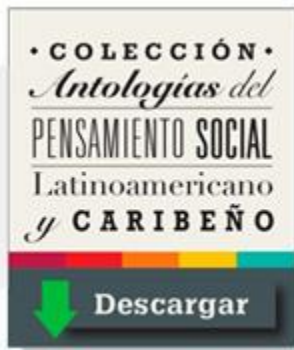 • COLECCIÓN •
Antologías del
PENSAMIENTO SOCIAL
Latinoamericano
y CARIBEÑO
Descargar